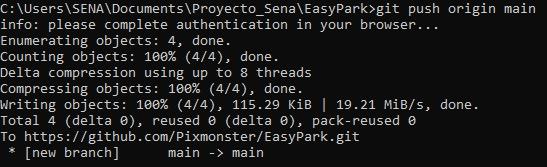 C:\Users\SENA\Documents\Proyecto_Sena\EasyPark>git push origin main
info: please complete authentication in your browser...
Enumerating objects: 4, done.
Counting objects: 100% (4/4), done.
Delta compression using up to 8 threads
Compressing objects: 100% (4/4), done.
Writing objects: 100% (4/4), 115.29 KiB | 19.21 MiB/s, done.
Total 4 (delta 0), reused 0 (delta 0), pack-reused 0
To https://github.com/Pixmonster/EasyPark.git
 * [new branch]      main -> main